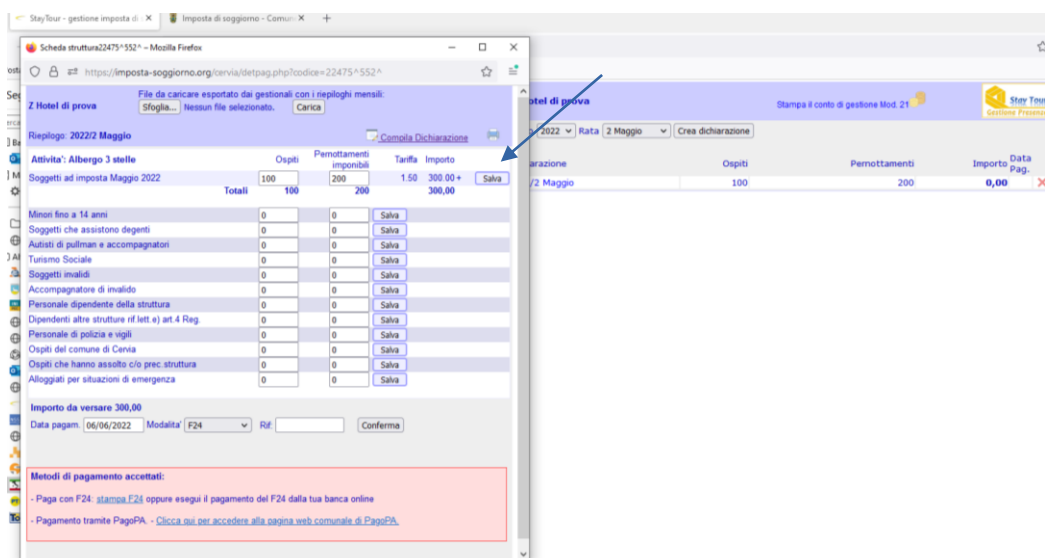 StayTour - gestione imposta di
Imposta di soggiorno - Comun
Scheda struttura22475^552^ – Mozilla Firefox
https://imposta-soggiorno.org/cervia/detpag.php?codice=22475^552^
Z Hotel di prova
File da caricare esportato dai gestionali con i riepiloghi mensili:
Sfoglia... Nessun file selezionato. Carica
Riepilogo: 2022/2 Maggio Compila Dichiarazione
Attivita': Albergo 3 stelle Ospiti Pernottamenti imponibili Tariffa Importo
Soggetti ad imposta Maggio 2022 100 200 1.50 300.00 + Salva
Totali 100 200 300,00
Minori fino a 14 anni 0 0 Salva
Soggetti che assistono degenti 0 0 Salva
Autisti di pullman e accompagnatori 0 0 Salva
Turismo Sociale 0 0 Salva
Soggetti invalidi 0 0 Salva
Accompagnatore di invalido 0 0 Salva
Personale dipendente della struttura 0 0 Salva
Dipendenti altre strutture rif.lett.e) art.4 Reg. 0 0 Salva
Personale di polizia e vigili 0 0 Salva
Ospiti del comune di Cervia 0 0 Salva
Ospiti che hanno assolto c/o prec.struttura 0 0 Salva
Alloggiati per situazioni di emergenza 0 0 Salva
Importo da versare 300,00
Data pagam. 06/06/2022 Modalita' F24 Rif. Conferma
Metodi di pagamento accettati:
- Paga con F24: stampa F24 oppure esegui il pagamento del F24 dalla tua banca online
- Pagamento tramite PagoPA. - Clicca qui per accedere alla pagina web comunale di PagoPA.
otel di prova Stampa il conto di gestione Mod. 21
Stay Tour
Gestione Presenze
2022 Rata 2 Maggio Crea dichiarazione
arazione Ospiti Pernottamenti Importo Data Pag.
/2 Maggio 100 200 0,00